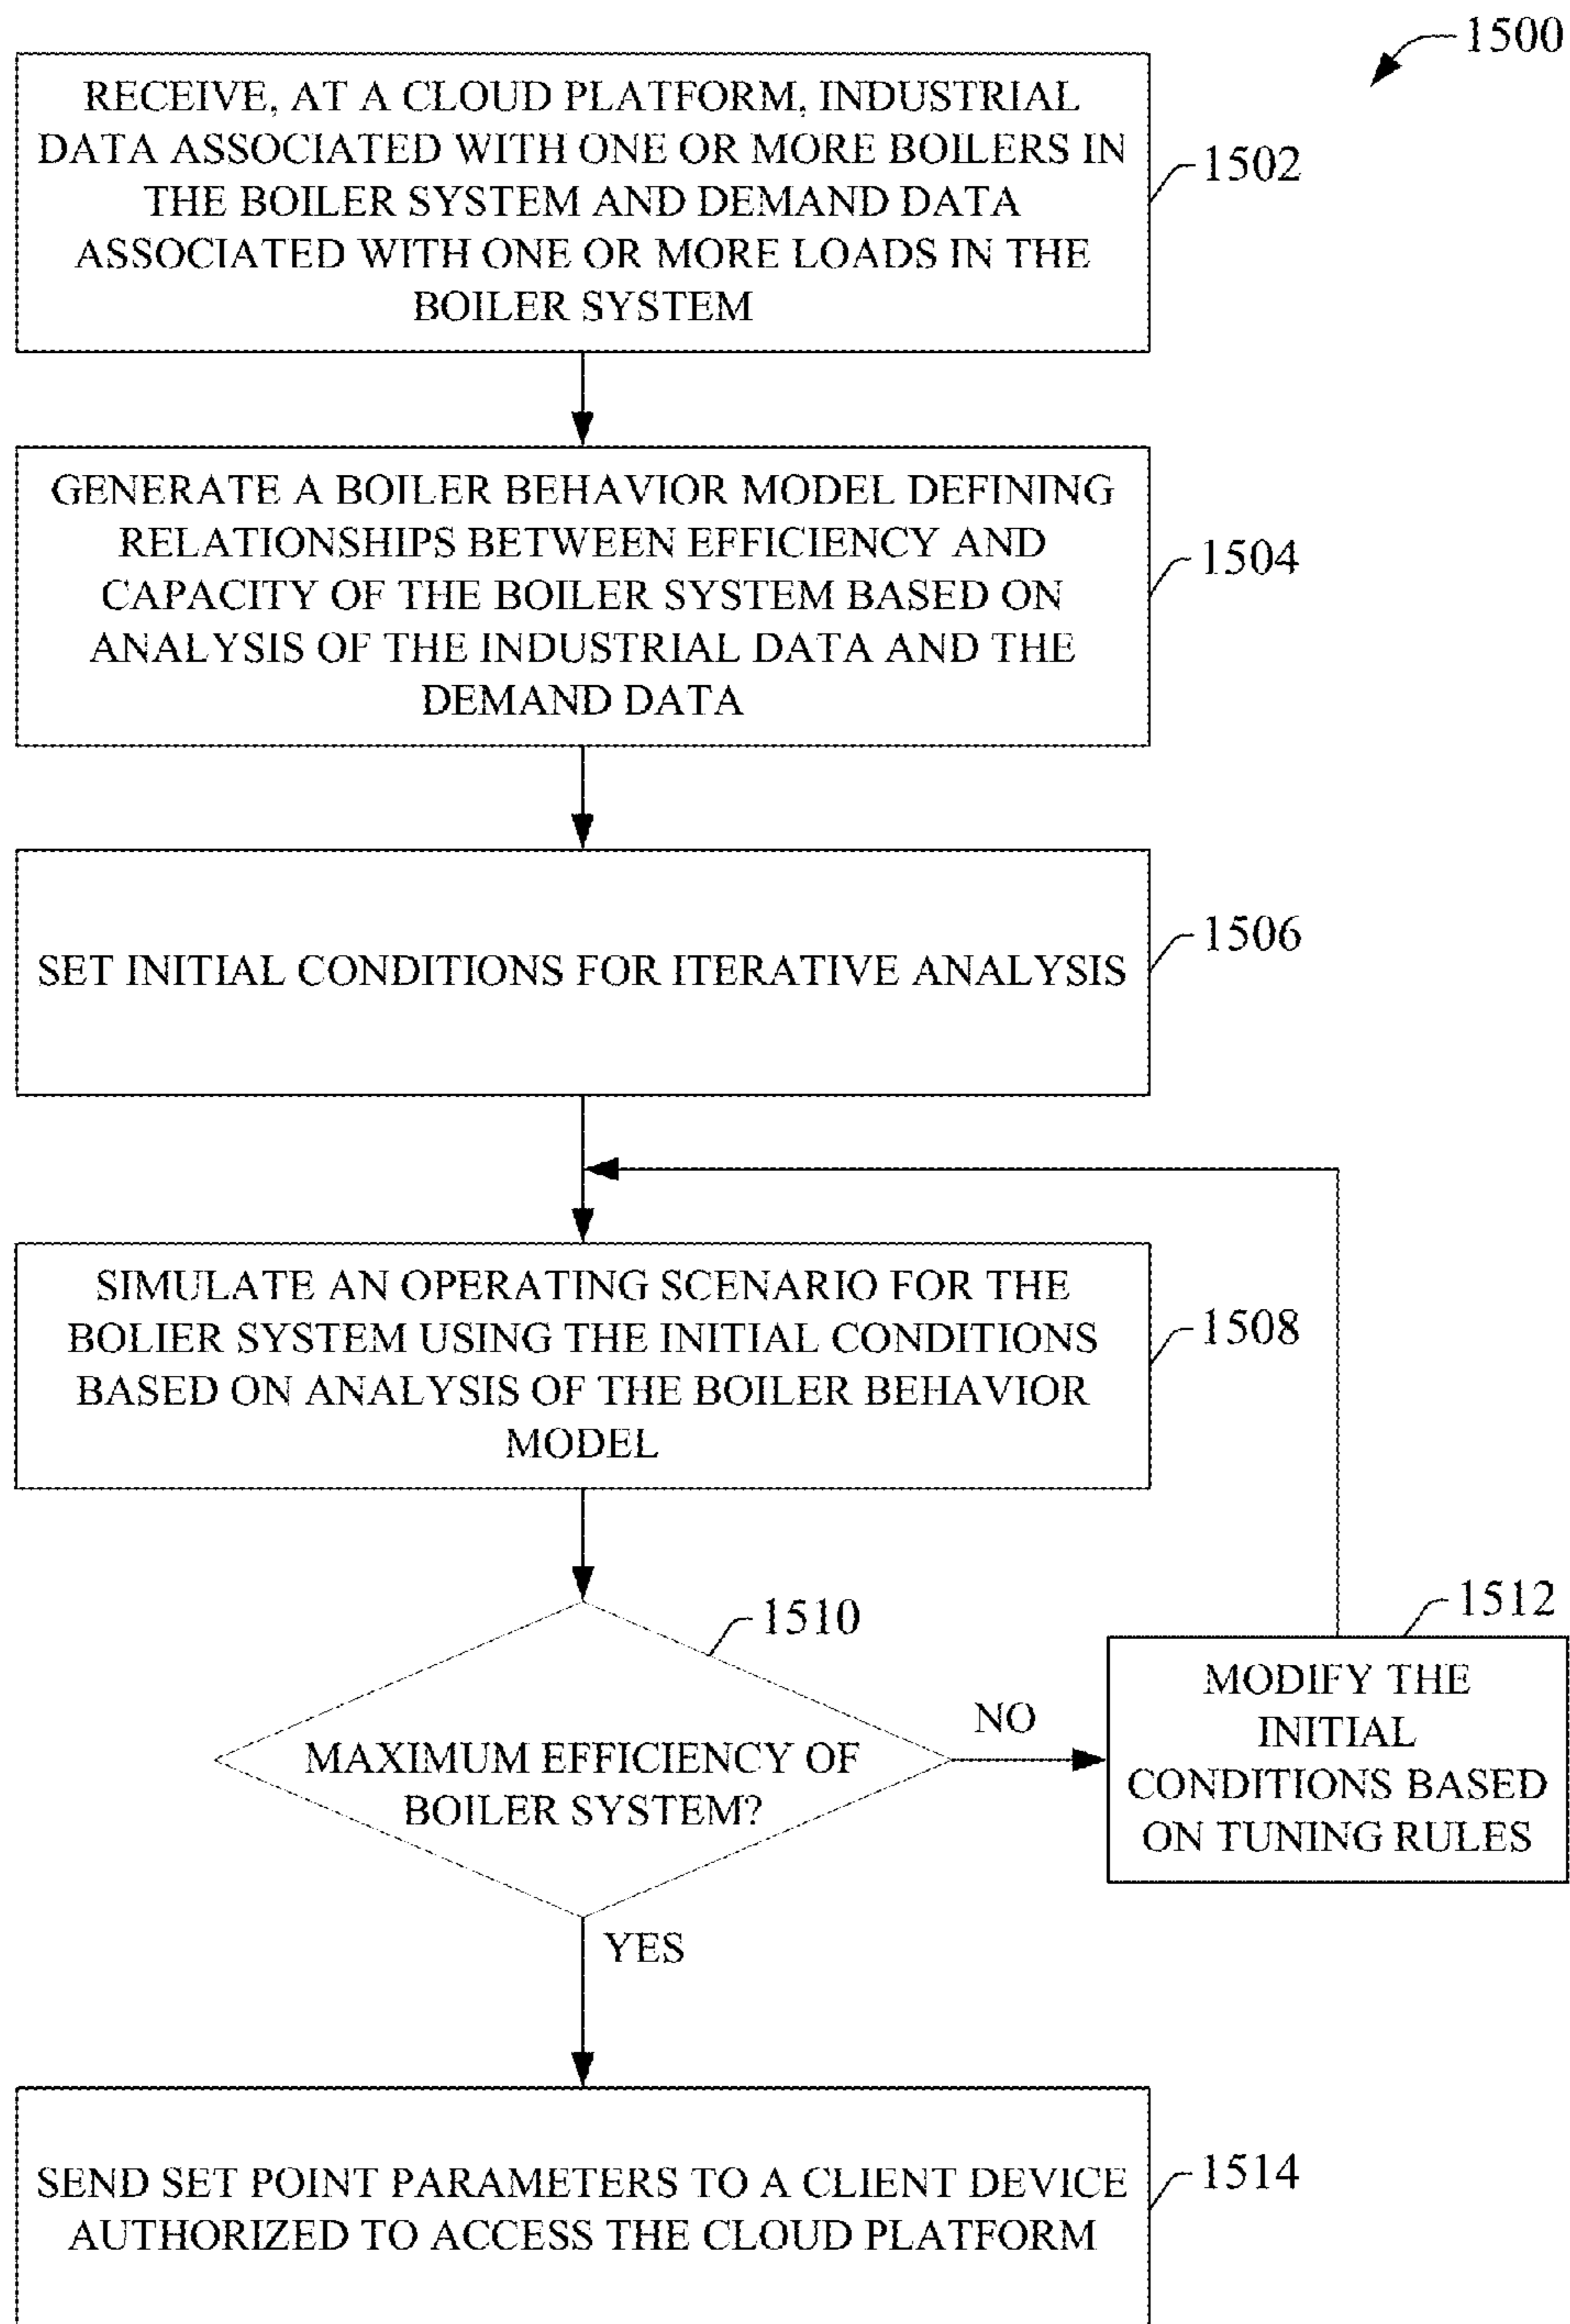 1500
RECEIVE, AT A CLOUD PLATFORM, INDUSTRIAL
DATA ASSOCIATED WITH ONE OR MORE BOILERS IN
THE BOILER SYSTEM AND DEMAND DATA
ASSOCIATED WITH ONE OR MORE LOADS IN THE
BOILER SYSTEM
1502
GENERATE A BOILER BEHAVIOR MODEL DEFINING
RELATIONSHIPS BETWEEN EFFICIENCY AND
CAPACITY OF THE BOILER SYSTEM BASED ON
ANALYSIS OF THE INDUSTRIAL DATA AND THE
DEMAND DATA
1504
SET INITIAL CONDITIONS FOR ITERATIVE ANALYSIS
1506
SIMULATE AN OPERATING SCENARIO FOR THE
BOLIER SYSTEM USING THE INITIAL CONDITIONS
BASED ON ANALYSIS OF THE BOILER BEHAVIOR
MODEL
1508
MAXIMUM EFFICIENCY OF
BOILER SYSTEM?
1510
NO
1512
MODIFY THE
INITIAL
CONDITIONS BASED
ON TUNING RULES
YES
SEND SET POINT PARAMETERS TO A CLIENT DEVICE
AUTHORIZED TO ACCESS THE CLOUD PLATFORM
1514